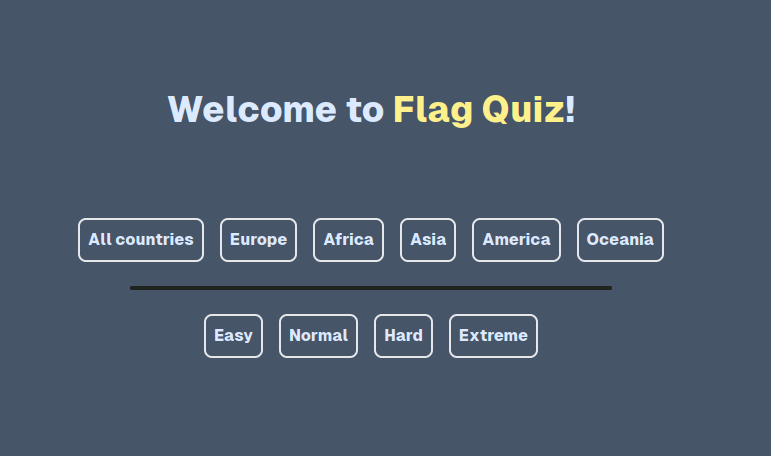 Welcome to Flag Quiz!
All countries Europe Africa Asia America Oceania
Easy Normal Hard Extreme